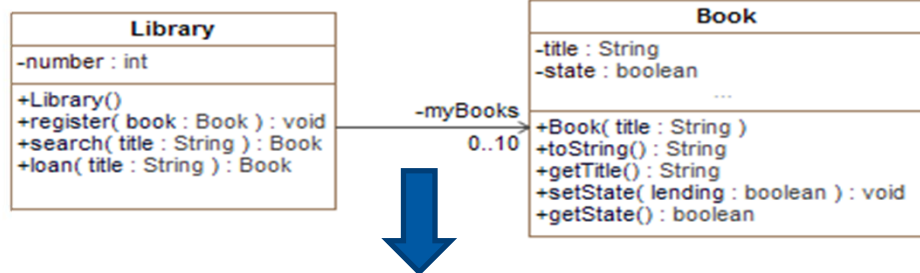 Library
-number : int
+Library()
+register( book : Book ) : void
+search( title : String ) : Book
+loan( title : String ) : Book
-myBooks
0..10
Book
-title : String
-state : boolean
...
+Book( title : String )
+toString() : String
+getTitle() : String
+setState( lending : boolean ) : void
+getState() : boolean